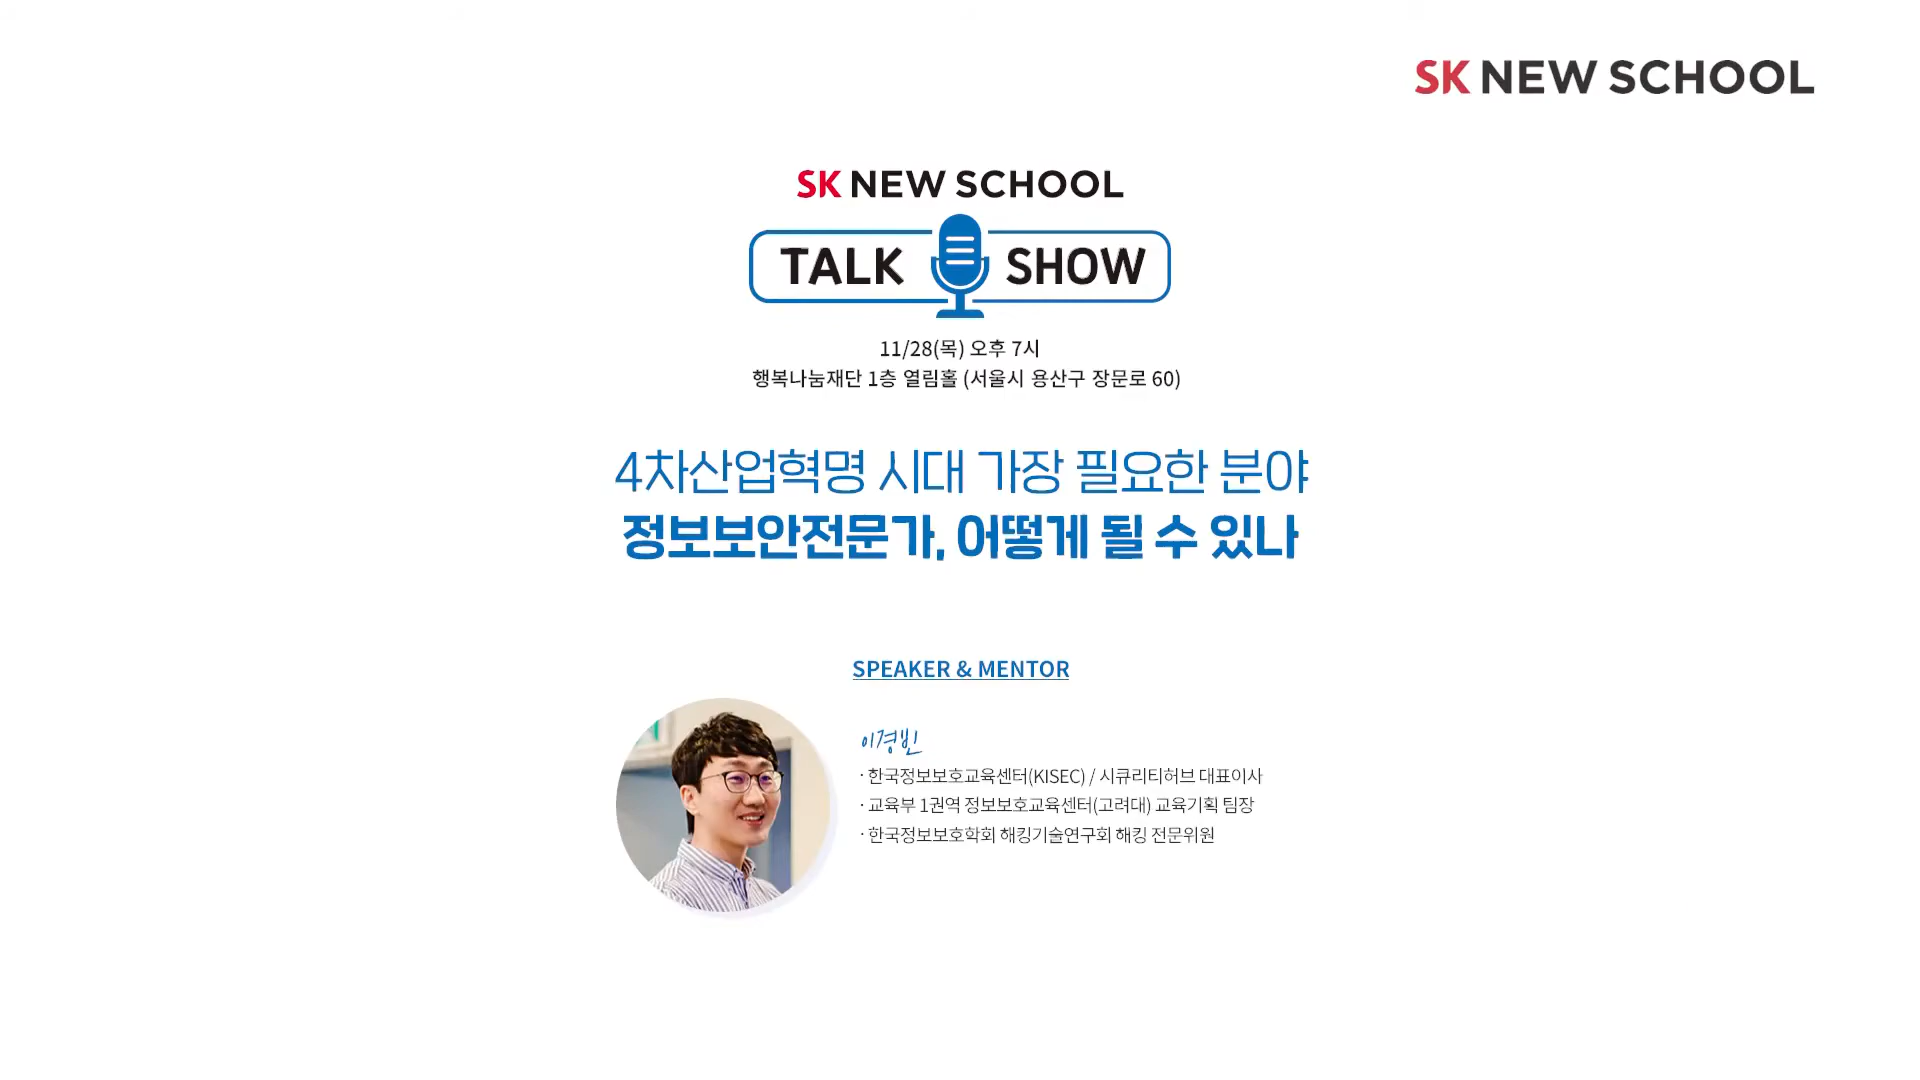 SK NEW SCHOOL
SK NEW SCHOOL
TALK SHOW
11/28(목) 오후 7시
행복나눔재단 1층 열림홀 (서울시 용산구 장문로 60)
4차산업혁명 시대 가장 필요한 분야
정보보안전문가, 어떻게 될 수 있나
SPEAKER & MENTOR
이경빈
· 한국정보보호교육센터(KISEC) / 시큐리티허브 대표이사
· 교육부 1권역 정보보호교육센터(고려대) 교육기획 팀장
· 한국정보보호학회 해킹기술연구회 해킹 전문위원